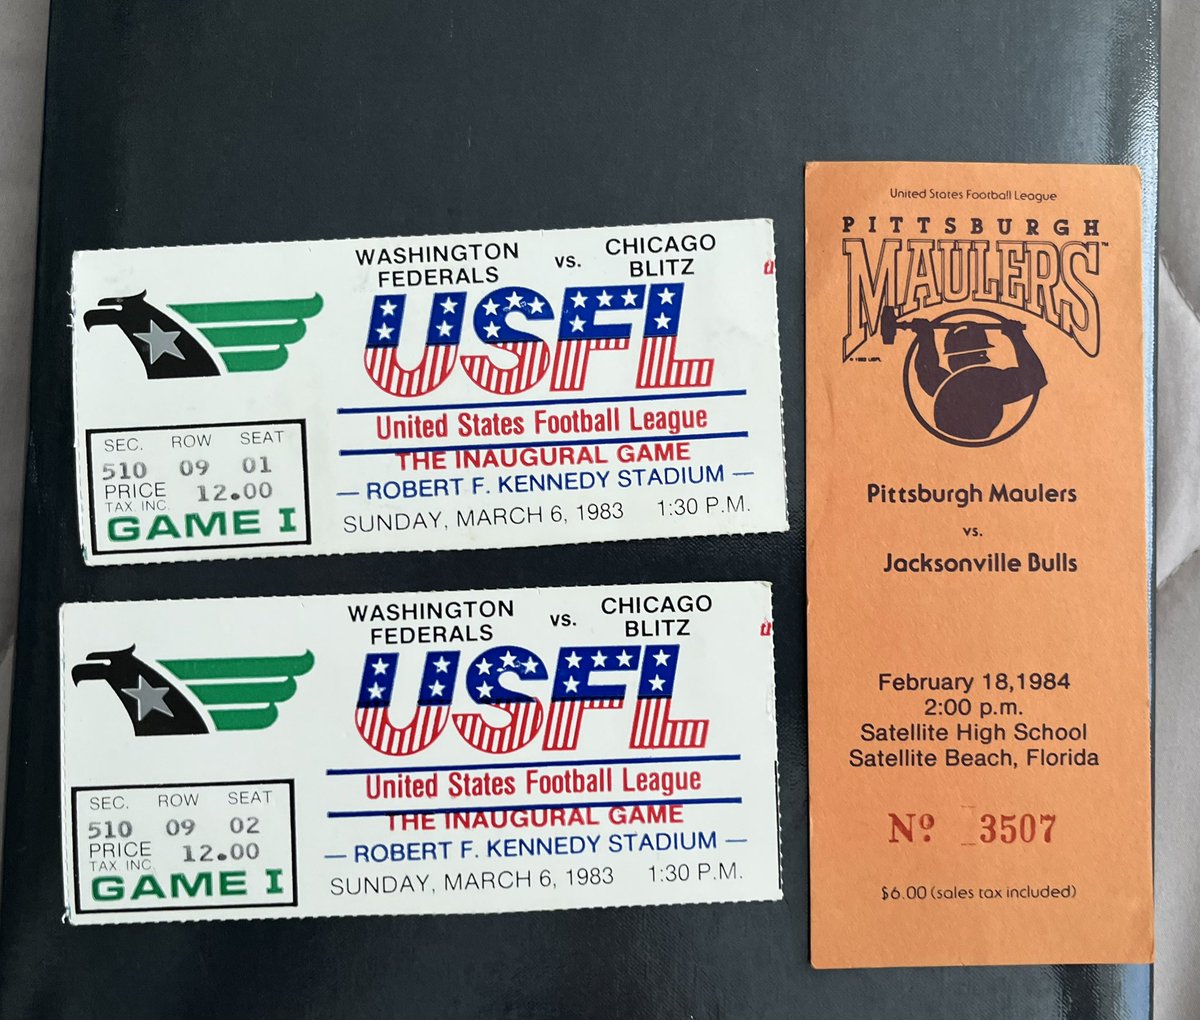 WASHINGTON FEDERALS vs. CHICAGO BLITZ
USFL
United States Football League
THE INAUGURAL GAME
— ROBERT F. KENNEDY STADIUM —
SUNDAY, MARCH 6, 1983 1:30 P.M.
SEC. ROW SEAT
510 09 01
PRICE 12.00
TAX INC.
GAME I
WASHINGTON FEDERALS vs. CHICAGO BLITZ
USFL
United States Football League
THE INAUGURAL GAME
— ROBERT F. KENNEDY STADIUM —
SUNDAY, MARCH 6, 1983 1:30 P.M.
SEC. ROW SEAT
510 09 02
PRICE 12.00
TAX INC.
GAME I
United States Football League
PITTSBURGH
MAULERS™
© 1983 USFL
Pittsburgh Maulers
vs.
Jacksonville Bulls
February 18,1984
2:00 p.m.
Satellite High School
Satellite Beach, Florida
Nº 3507
$6.00 (sales tax included)